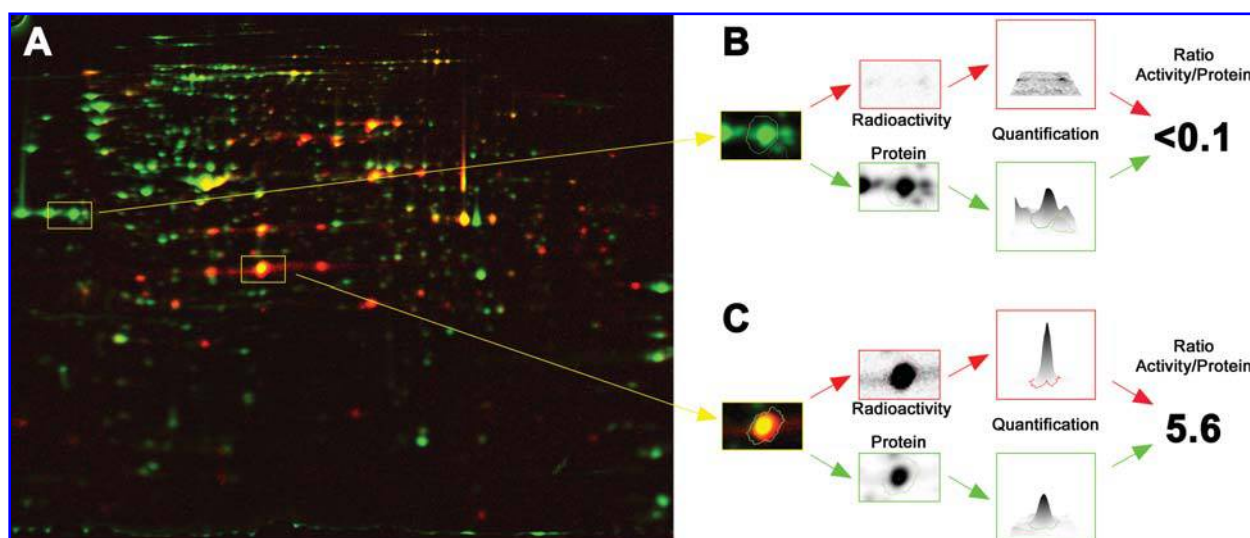 A
B
Radioactivity
Protein
Quantification
Ratio
Activity/Protein
<0.1
C
Radioactivity
Protein
Quantification
Ratio
Activity/Protein
5.6